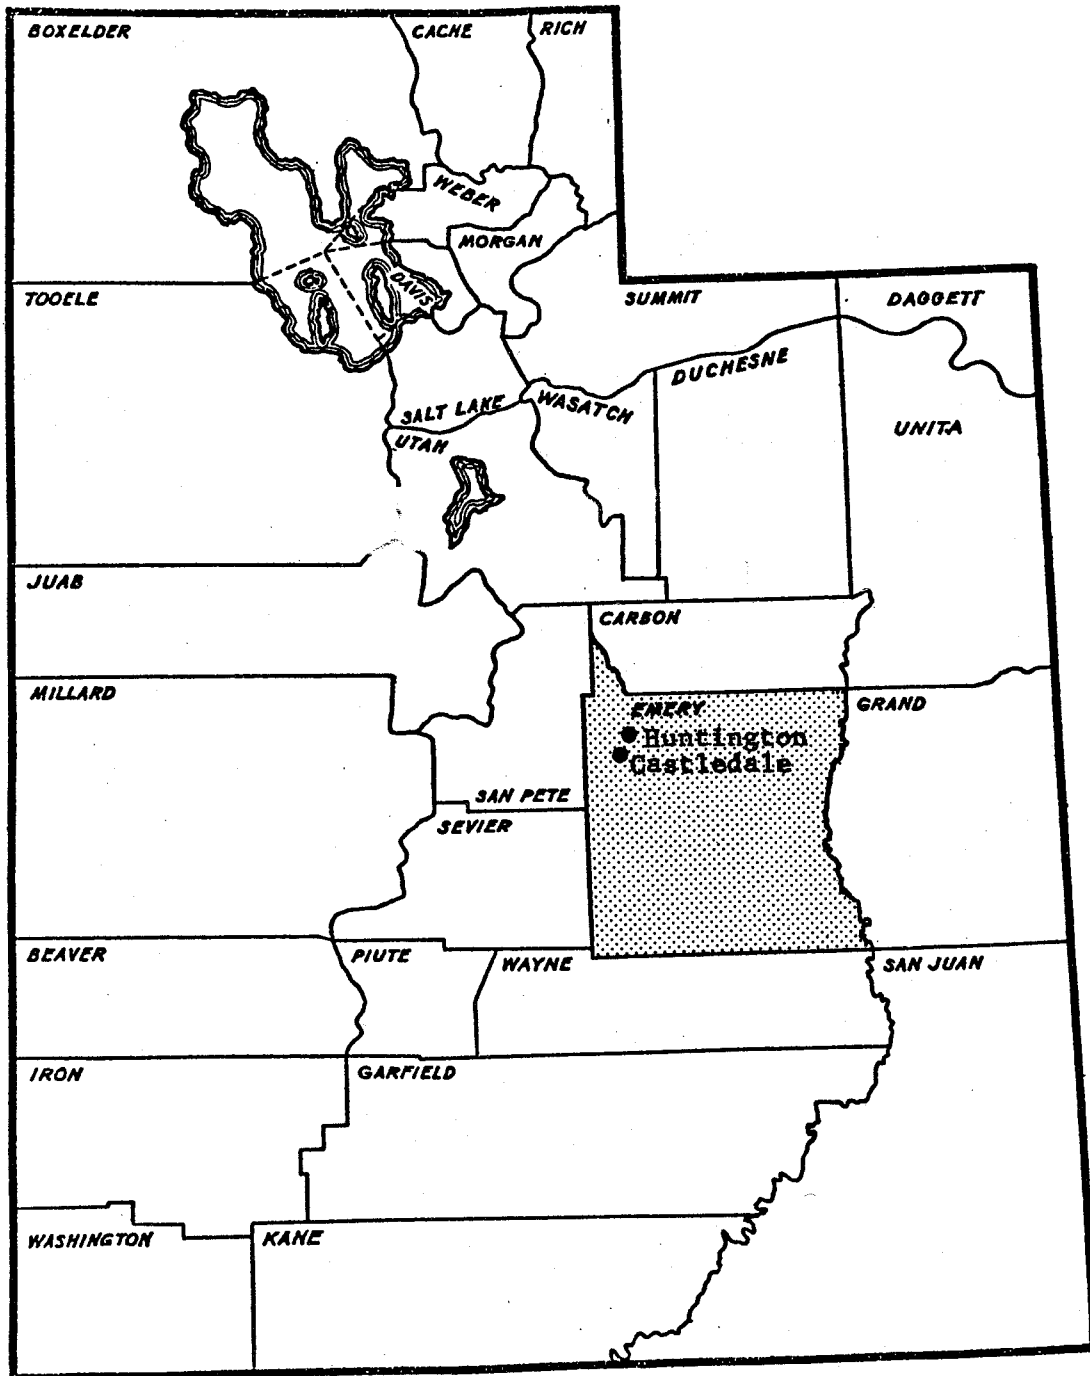 BOXELDER
CACHE
RICH
WEBER
MORGAN
DAVIS
TOOELE
SUMMIT
DAGGETT
DUCHESNE
SALT LAKE
WASATCH
UTAH
UNITA
JUAB
CARBON
MILLARD
EMERY
GRAND
Huntington
Castledale
SAN PETE
SEVIER
BEAVER
PIUTE
WAYNE
SAN JUAN
IRON
GARFIELD
WASHINGTON
KANE